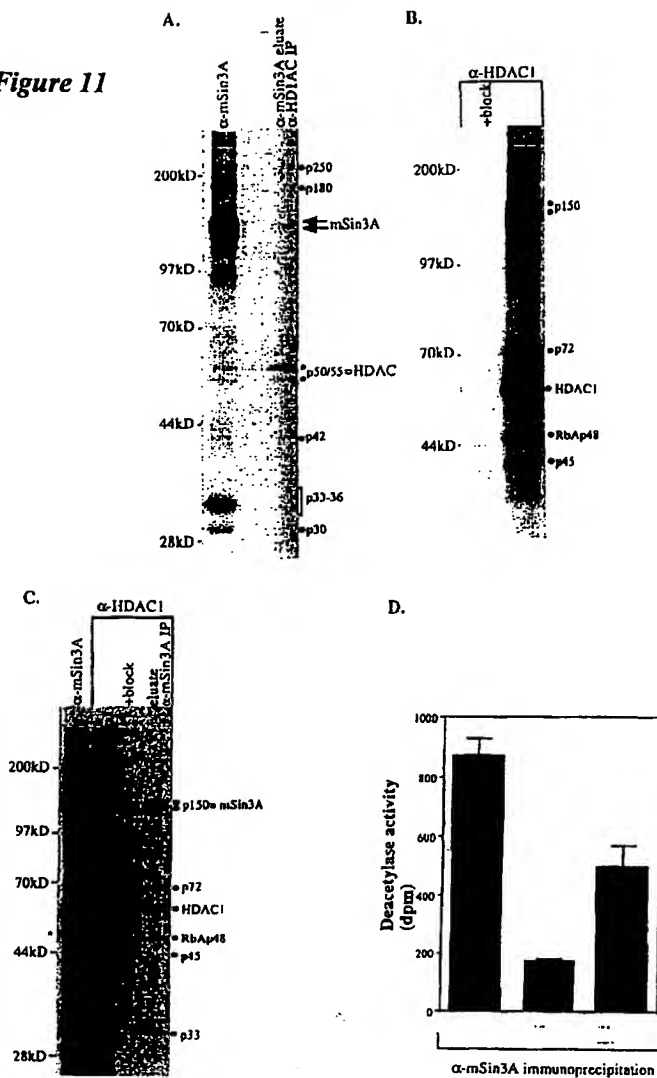 Figure 11
A.
α-mSin3A
α-mSin3A eluate
α-HDAC IP
200kD
97kD
70kD
44kD
28kD
p250
p180
mSin3A
p50/55=HDAC
p42
p33-36
p30
B.
α-HDAC1
+block
200kD
97kD
70kD
44kD
p150
p72
HDAC1
RbAp48
p45
C.
α-HDAC1
α-mSin3A
+block
eluate
α-mSin3A IP
200kD
97kD
70kD
*
44kD
28kD
p150=mSin3A
p72
HDAC1
RbAp48
p45
p33
D.
Deacetylase activity
(dpm)
1000
800
600
400
200
0
α-mSin3A immunoprecipitation